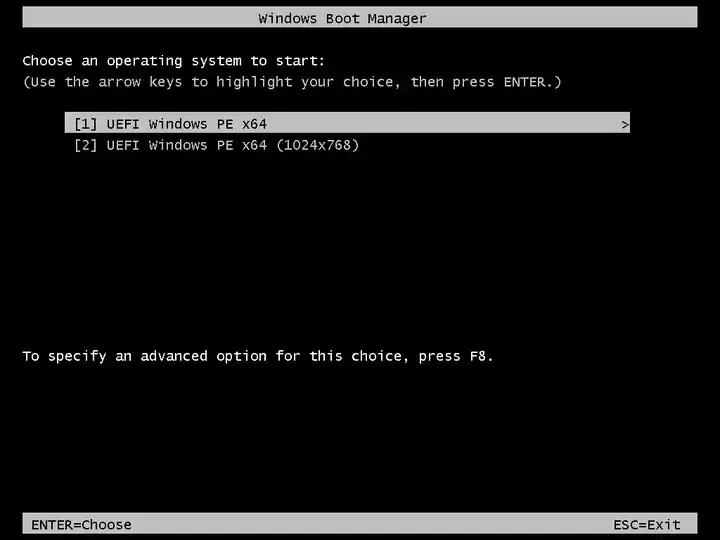 Windows Boot Manager
Choose an operating system to start:
(Use the arrow keys to highlight your choice, then press ENTER.)
[1] UEFI Windows PE x64 >
[2] UEFI Windows PE x64 (1024x768)
To specify an advanced option for this choice, press F8.
ENTER=Choose ESC=Exit